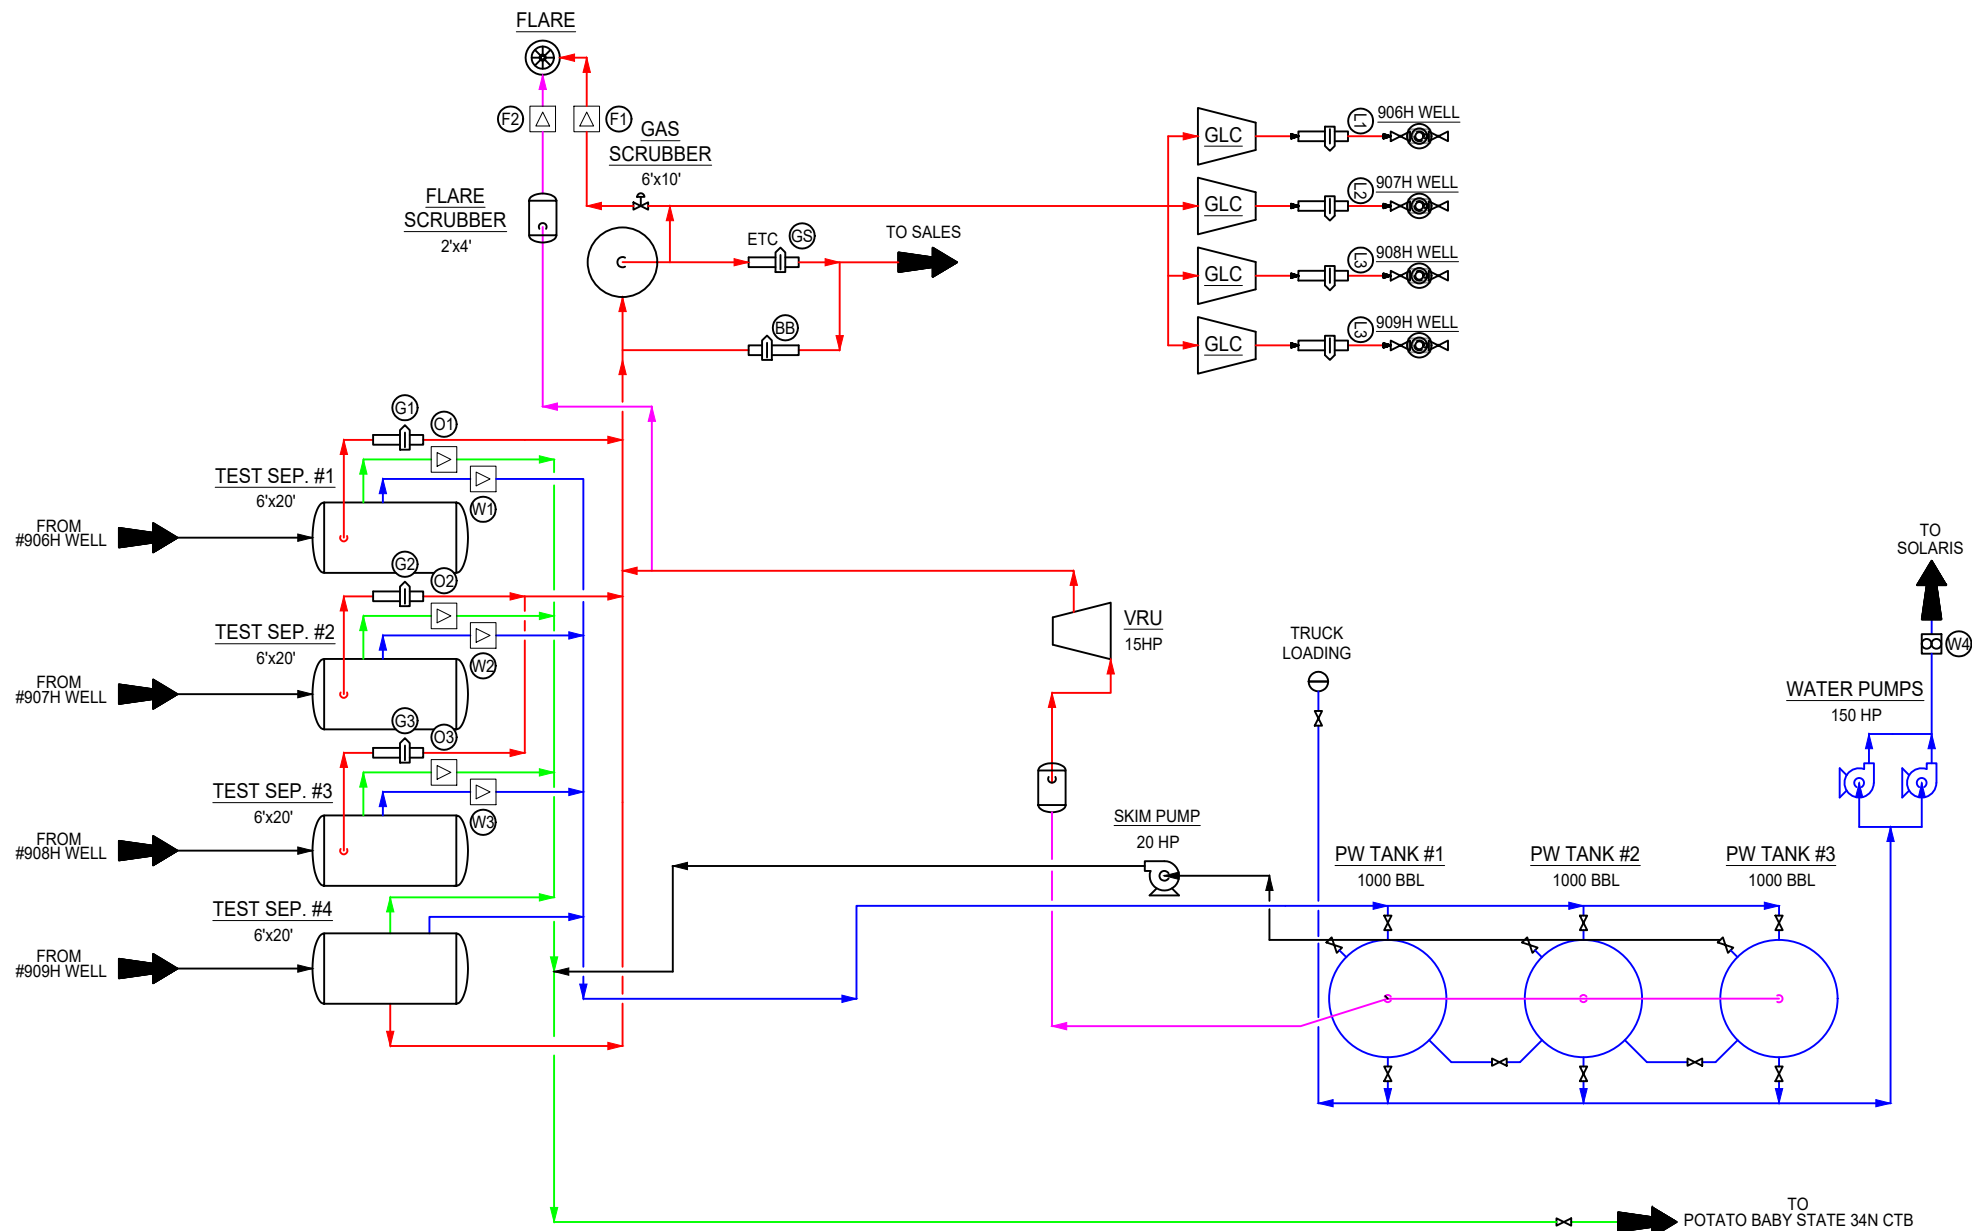 FLARE
F2
F1
GAS
SCRUBBER
6'x10'
FLARE
SCRUBBER
2'x4'
ETC
GS
TO SALES
BB
GLC
L1
906H WELL
GLC
L2
907H WELL
GLC
L3
908H WELL
GLC
L3
909H WELL
G1
O1
TEST SEP. #1
6'x20'
W1
FROM
#906H WELL
G2
O2
TEST SEP. #2
6'x20'
W2
FROM
#907H WELL
G3
O3
TEST SEP. #3
6'x20'
W3
FROM
#908H WELL
TEST SEP. #4
6'x20'
FROM
#909H WELL
VRU
15HP
TRUCK
LOADING
SKIM PUMP
20 HP
TO
SOLARIS
W4
WATER PUMPS
150 HP
PW TANK #1
1000 BBL
PW TANK #2
1000 BBL
PW TANK #3
1000 BBL
TO
POTATO BABY STATE 34N CTB